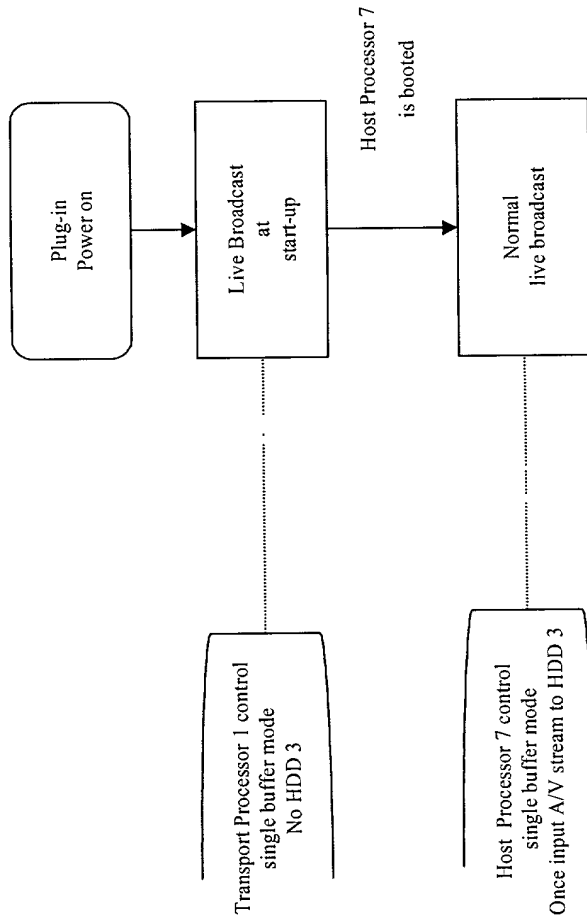 Plug-in
Power on
Live Broadcast
at
start-up
Transport Processor 1 control
single buffer mode
No HDD 3
Host Processor 7
is booted
Normal
live broadcast
Host Processor 7 control
single buffer mode
Once input A/V stream to HDD 3